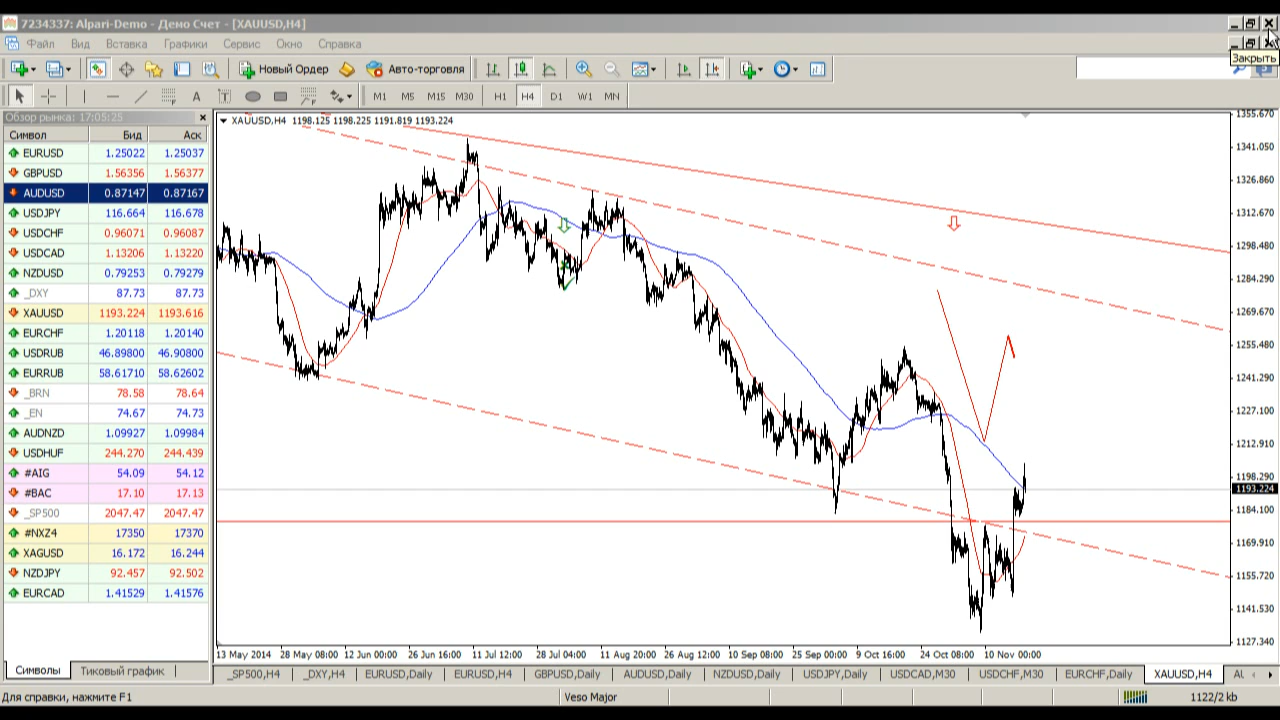 7234337: Alpari-Demo - Демо Счет - [XAUUSD,H4]
Файл Вид Вставка Графики Сервис Окно Справка
Закрыть
Новый Ордер Авто-торговля
A T M1 M5 M15 M30 H1 H4 D1 W1 MN
Обзор рынка: 17:05:25
Символ Бид Аск
EURUSD 1.25022 1.25037
GBPUSD 1.56356 1.56377
AUDUSD 0.87147 0.87167
USDJPY 116.664 116.678
USDCHF 0.96071 0.96087
USDCAD 1.13206 1.13220
NZDUSD 0.79253 0.79279
_DXY 87.73 87.73
XAUUSD 1193.224 1193.616
EURCHF 1.20118 1.20140
USDRUB 46.89800 46.90800
EURRUB 58.61710 58.62602
_BRN 78.58 78.64
_EN 74.67 74.73
AUDNZD 1.09927 1.09984
USDHUF 244.270 244.439
#AIG 54.09 54.12
#BAC 17.10 17.13
_SP500 2047.47 2047.47
#NXZ4 17350 17370
XAGUSD 16.172 16.244
NZDJPY 92.457 92.502
EURCAD 1.41529 1.41576
Символы Тиковый график
XAUUSD,H4 1198.125 1198.225 1191.819 1193.224
1355.670
1341.050
1326.860
1312.670
1298.480
1284.290
1269.670
1255.480
1241.290
1227.100
1212.910
1198.290
1193.224
1184.100
1169.910
1155.720
1141.530
1127.340
13 May 2014 28 May 08:00 12 Jun 00:00 26 Jun 16:00 11 Jul 12:00 28 Jul 04:00 11 Aug 20:00 26 Aug 12:00 10 Sep 08:00 25 Sep 00:00 9 Oct 16:00 24 Oct 08:00 10 Nov 00:00
_SP500,H4 _DXY,H4 EURUSD,Daily EURUSD,H4 GBPUSD,Daily AUDUSD,Daily NZDUSD,Daily USDJPY,Daily USDCAD,M30 USDCHF,M30 EURCHF,Daily XAUUSD,H4
Для справки, нажмите F1 Veso Major 1122/2 kb